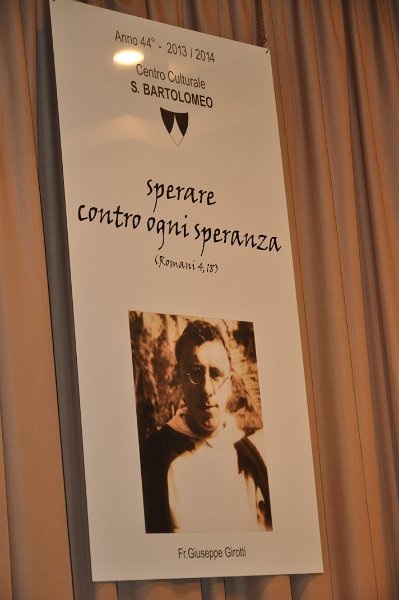 Anno 44° - 2013 / 2014
Centro Culturale
S. BARTOLOMEO
sperare
contro ogni speranza
(Romani 4,18)
Fr.Giuseppe Girotti